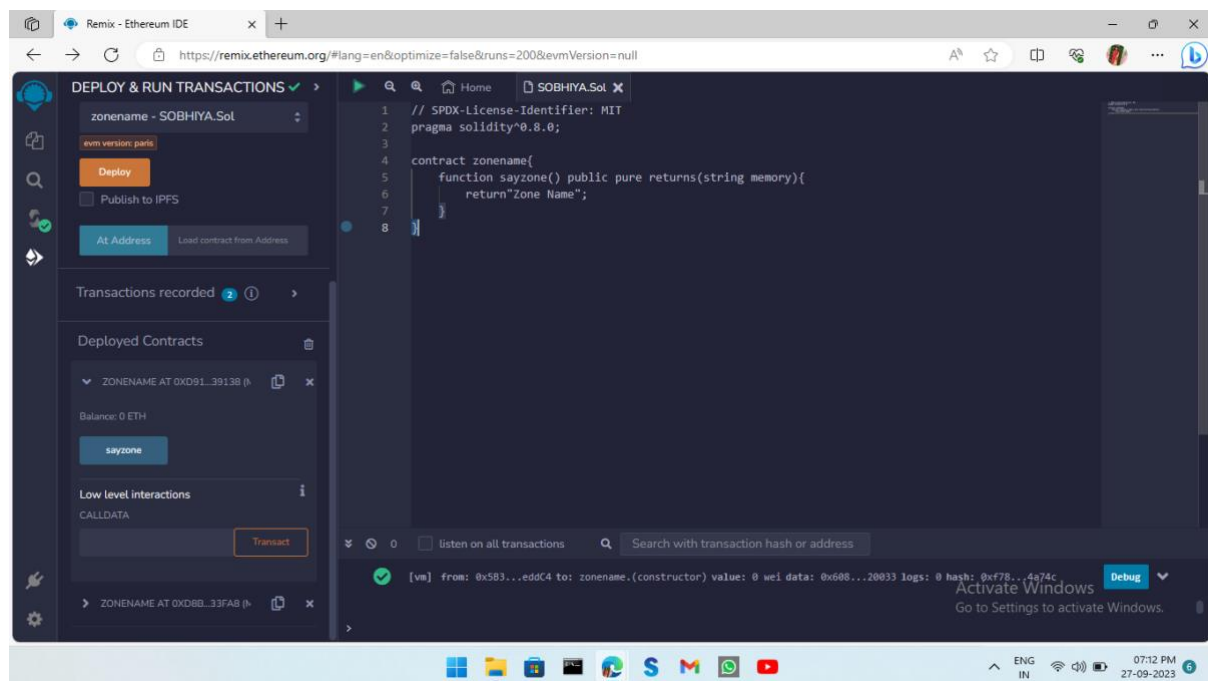 Remix - Ethereum IDE
https://remix.ethereum.org/#lang=en&optimize=false&runs=200&evmVersion=null
DEPLOY & RUN TRANSACTIONS
zonename - SOBHIYA.Sol
evm version: paris
Deploy
Publish to IPFS
At Address
Load contract from Address
Transactions recorded 2
Deployed Contracts
ZONENAME AT 0XD91...39138 (M
Balance: 0 ETH
sayzone
Low level interactions
CALLDATA
Transact
ZONENAME AT 0XD8B...33FA8 (M
Home
SOBHIYA.Sol
1 // SPDX-License-Identifier: MIT
2 pragma solidity^0.8.0;
3
4 contract zonename{
5 function sayzone() public pure returns(string memory){
6 return"Zone Name";
7 }
8 }
0 listen on all transactions Search with transaction hash or address
[vm] from: 0x583...eddC4 to: zonename.(constructor) value: 0 wei data: 0x608...20033 logs: 0 hash: 0xf78...4a74c
Debug
Activate Windows
Go to Settings to activate Windows.
>
ENG
IN
07:12 PM
27-09-2023
6